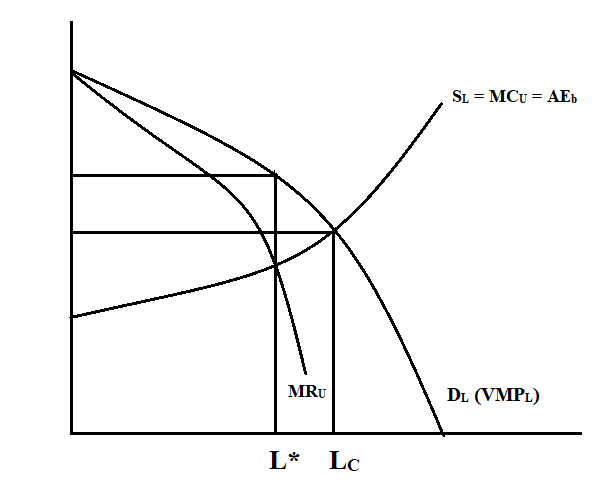 SL = MCU = AEb
MRU
DL (VMPL)
L*
LC